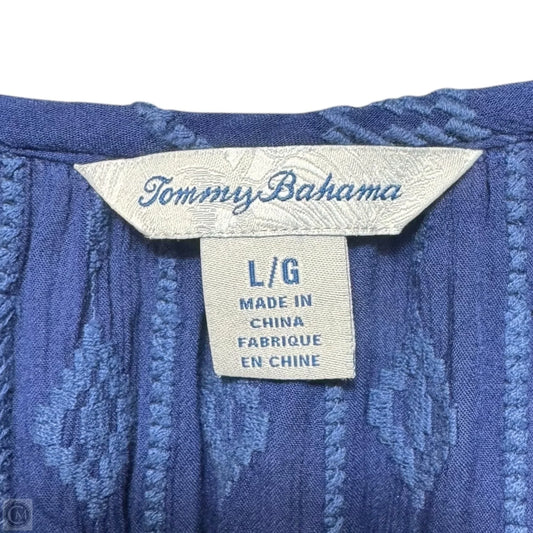 Tommy Bahama
L/G
MADE IN
CHINA
FABRIQUE
EN CHINE